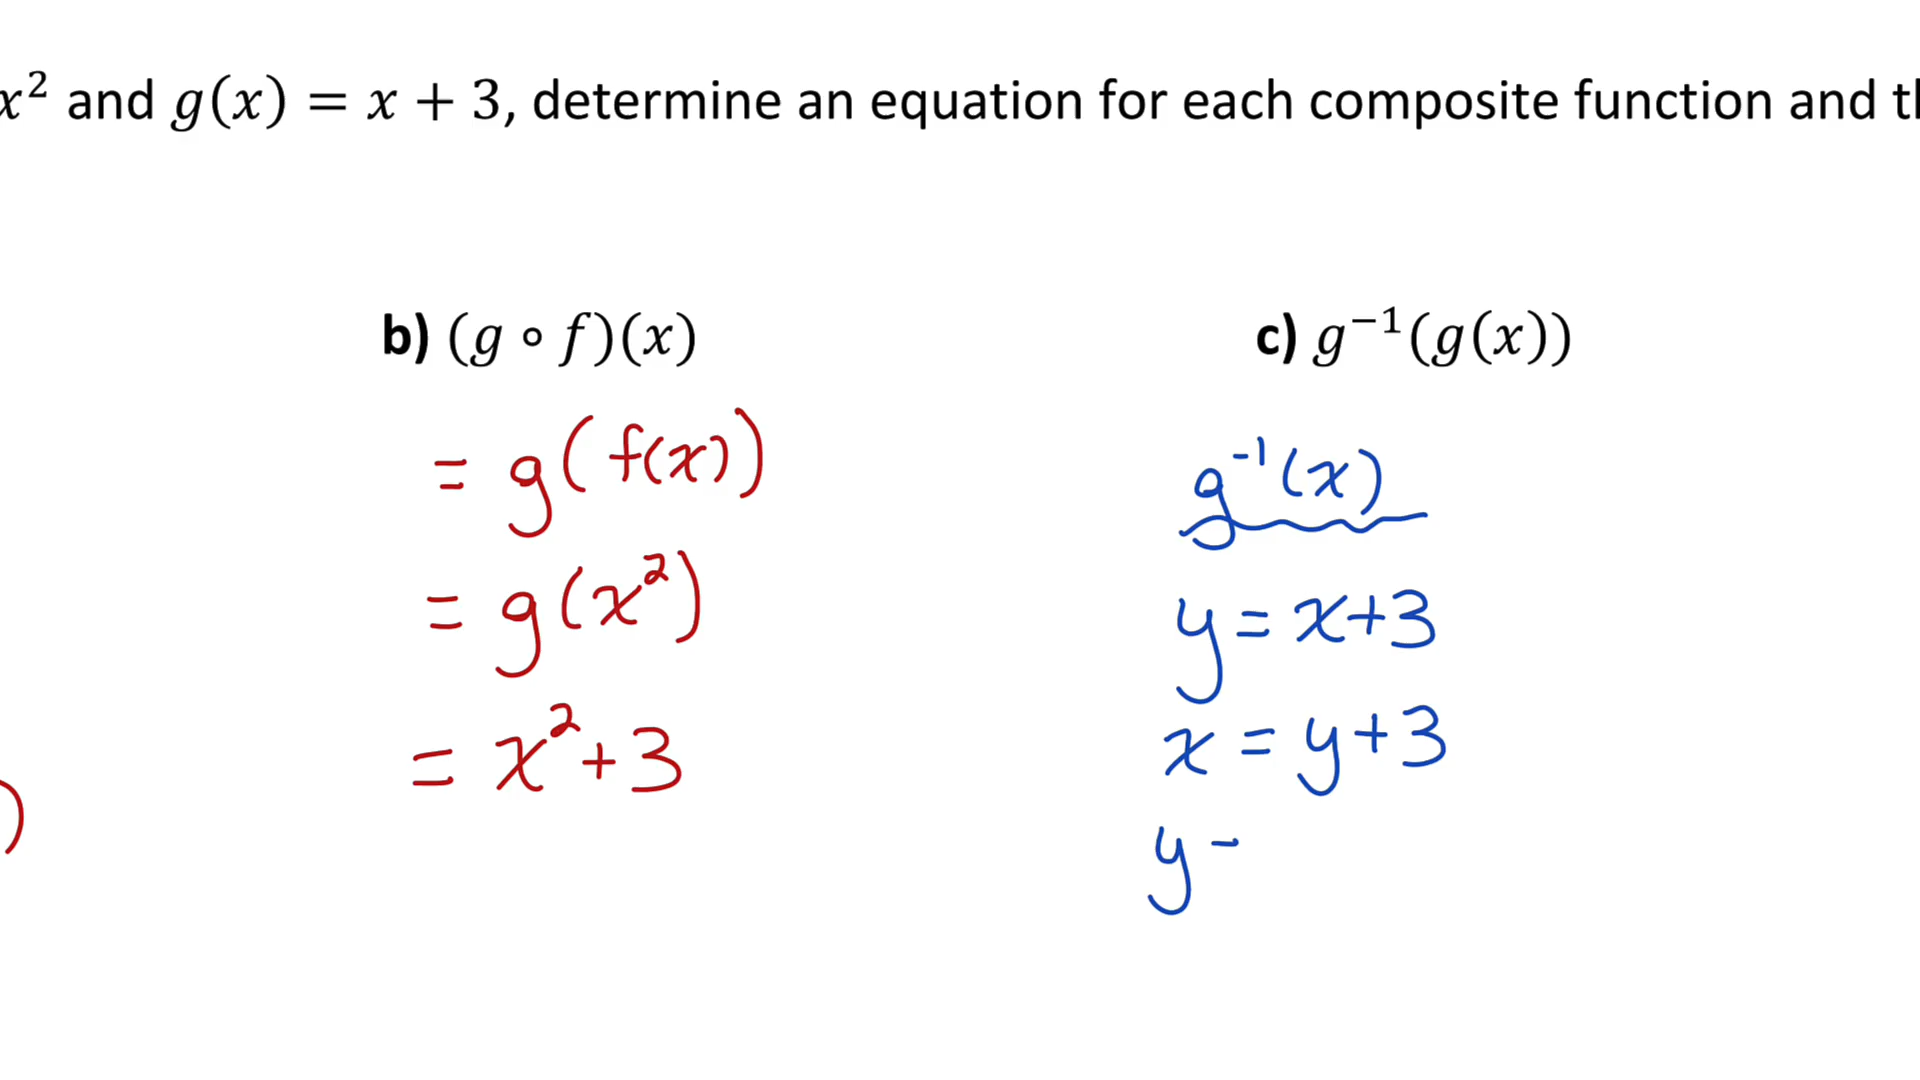 x² and g(x) = x + 3, determine an equation for each composite function and
b) (g ∘ f)(x)
= g(f(x))
= g(x²)
= x²+3
)
c) g⁻¹(g(x))
g⁻¹(x)
y = x+3
x = y+3
y -